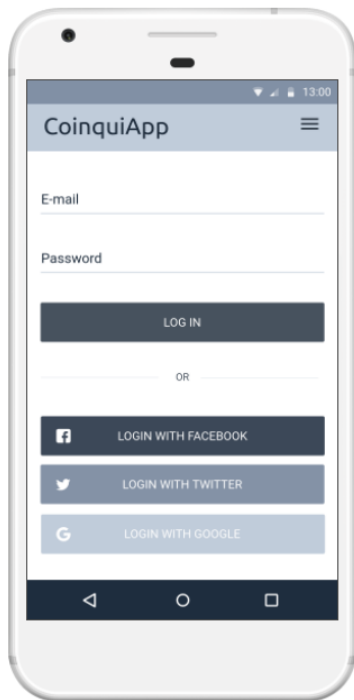 13:00
CoinquiApp
E-mail
Password
LOG IN
OR
LOGIN WITH FACEBOOK
LOGIN WITH TWITTER
LOGIN WITH GOOGLE